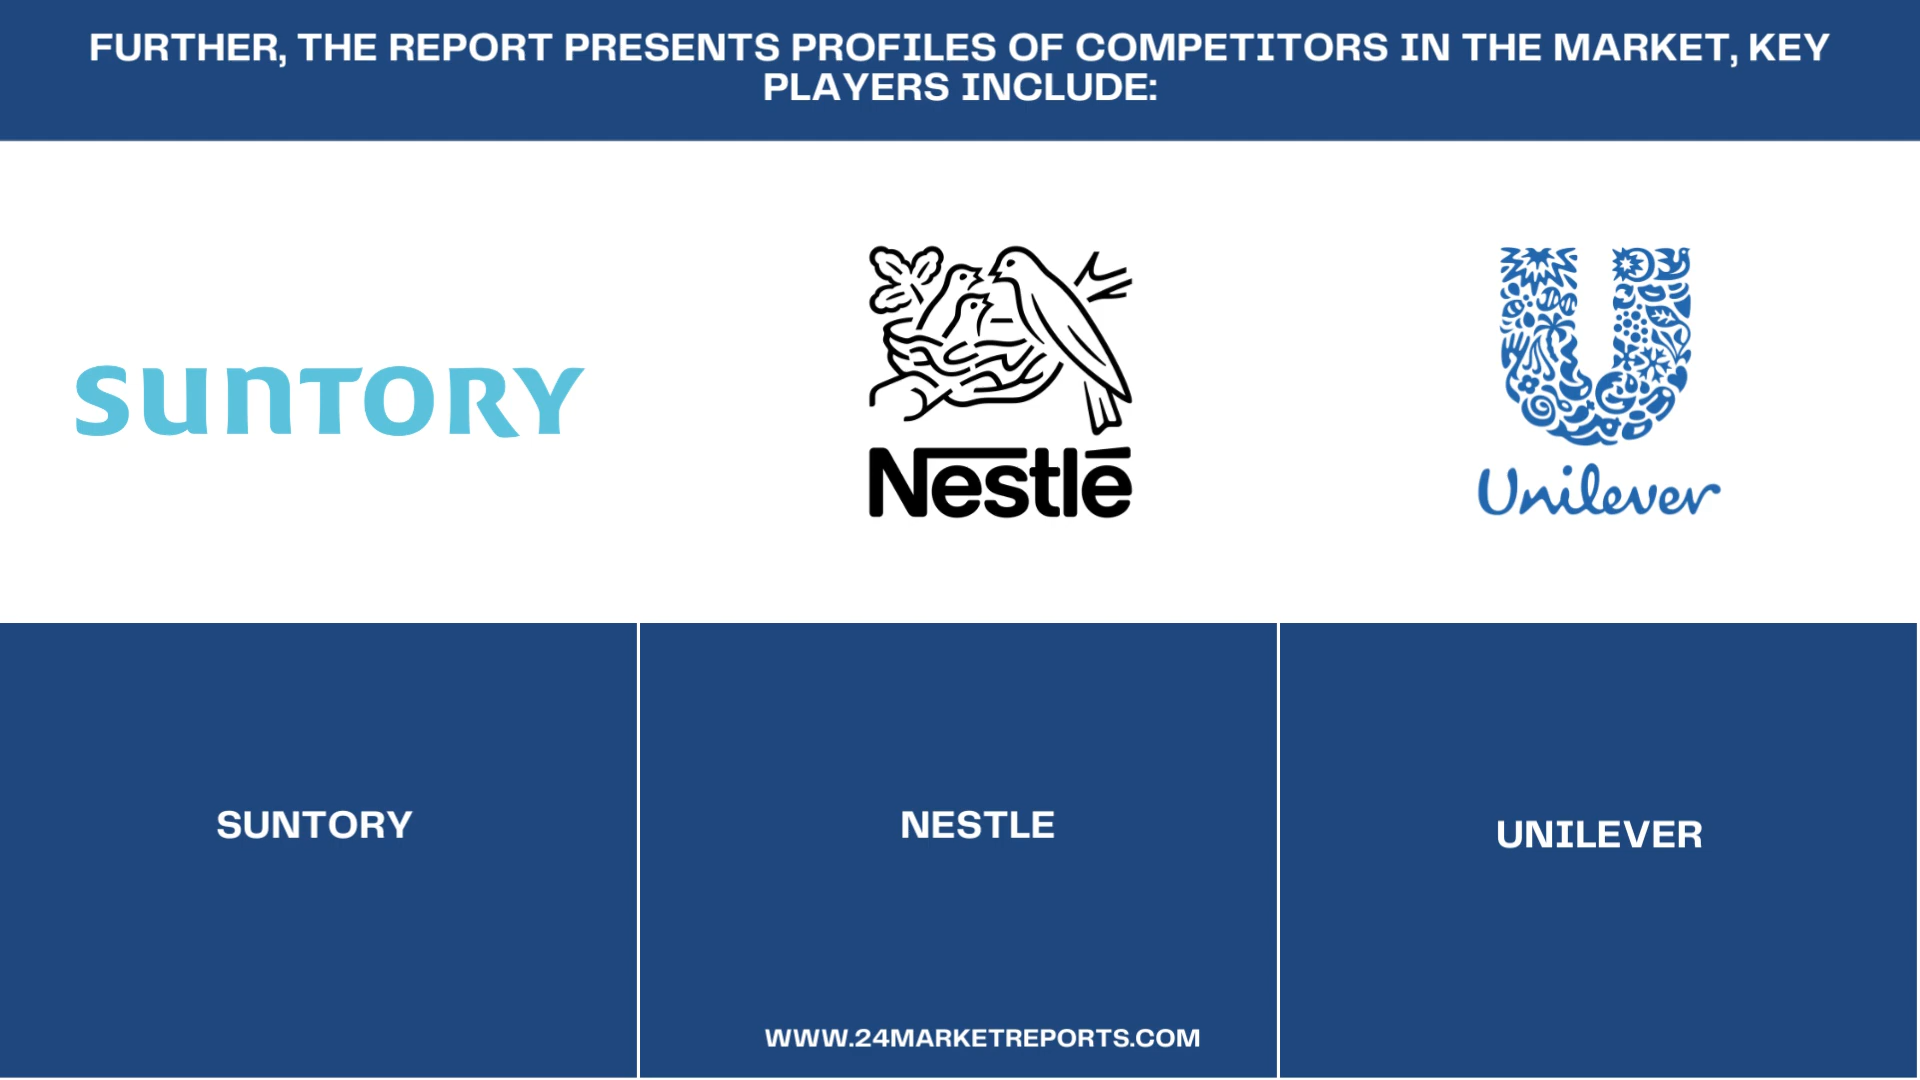 FURTHER, THE REPORT PRESENTS PROFILES OF COMPETITORS IN THE MARKET, KEY
PLAYERS INCLUDE:
SUNTORY
Nestlé
Unilever
SUNTORY
NESTLE
UNILEVER
WWW.24MARKETREPORTS.COM